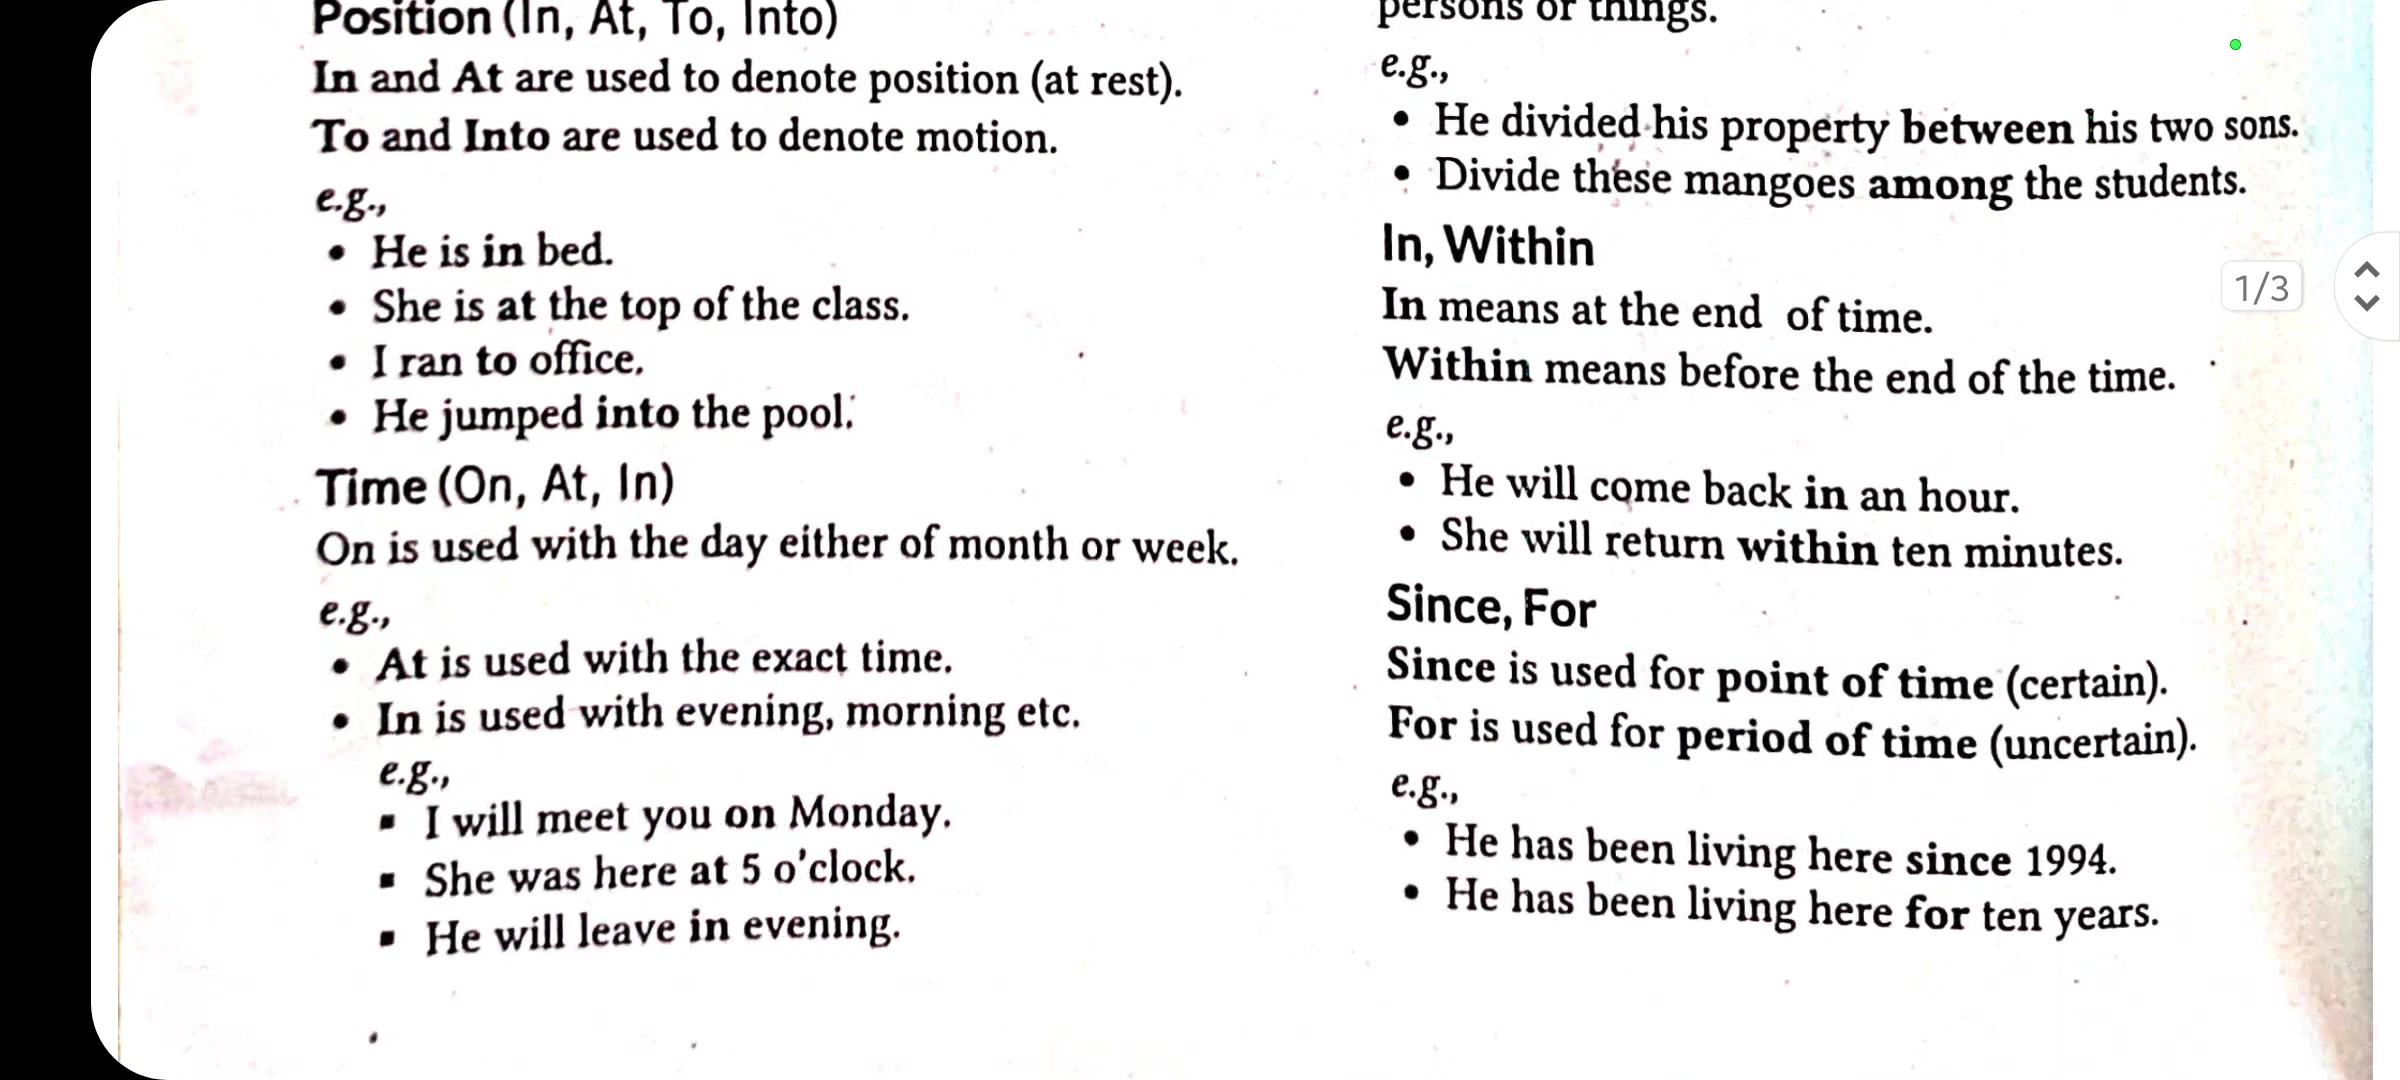 Position (In, At, To, Into)
In and At are used to denote position (at rest).
To and Into are used to denote motion.
e.g.,
• He is in bed.
• She is at the top of the class.
• I ran to office.
• He jumped into the pool.
Time (On, At, In)
On is used with the day either of month or week.
e.g.,
• At is used with the exact time.
• In is used with evening, morning etc.
e.g.,
▪ I will meet you on Monday.
▪ She was here at 5 o'clock.
▪ He will leave in evening.
persons or things.
e.g.,
• He divided his property between his two sons.
• Divide these mangoes among the students.
In, Within
In means at the end of time.
Within means before the end of the time.
e.g.,
• He will come back in an hour.
• She will return within ten minutes.
Since, For
Since is used for point of time (certain).
For is used for period of time (uncertain).
e.g.,
• He has been living here since 1994.
• He has been living here for ten years.
1/3